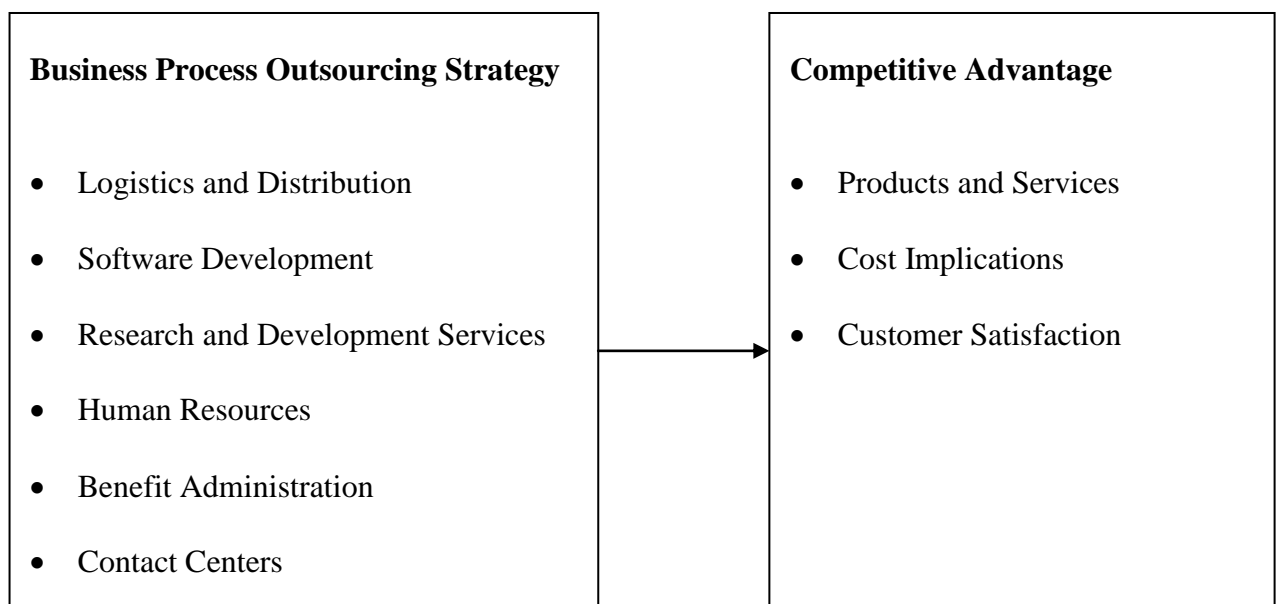 Business Process Outsourcing Strategy
• Logistics and Distribution
• Software Development
• Research and Development Services
• Human Resources
• Benefit Administration
• Contact Centers
Competitive Advantage
• Products and Services
• Cost Implications
• Customer Satisfaction